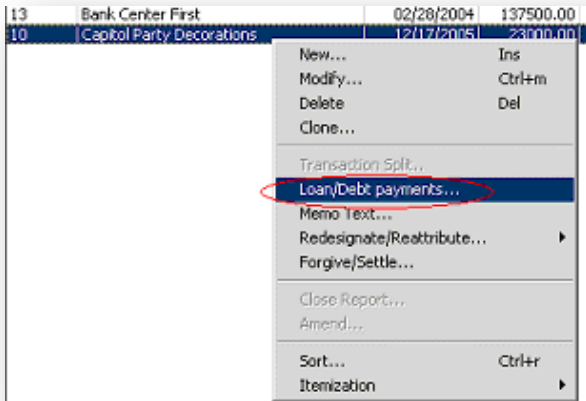 13 Bank Center First 02/28/2004 137500.00
10 Capitol Party Decorations 12/17/2005 23000.00
New... Ins
Modify... Ctrl+m
Delete Del
Clone...
Transaction Split...
Loan/Debt payments...
Memo Text...
Redesignate/Reattribute...
Forgive/Settle...
Close Report...
Amend...
Sort... Ctrl+r
Itemization